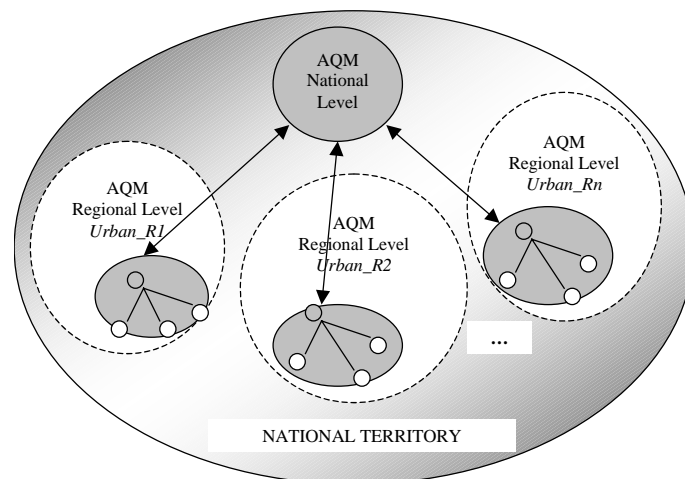 AQM
National
Level
AQM
Regional Level
Urban_R1
AQM
Regional Level
Urban_R2
AQM
Regional Level
Urban_Rn
...
NATIONAL TERRITORY